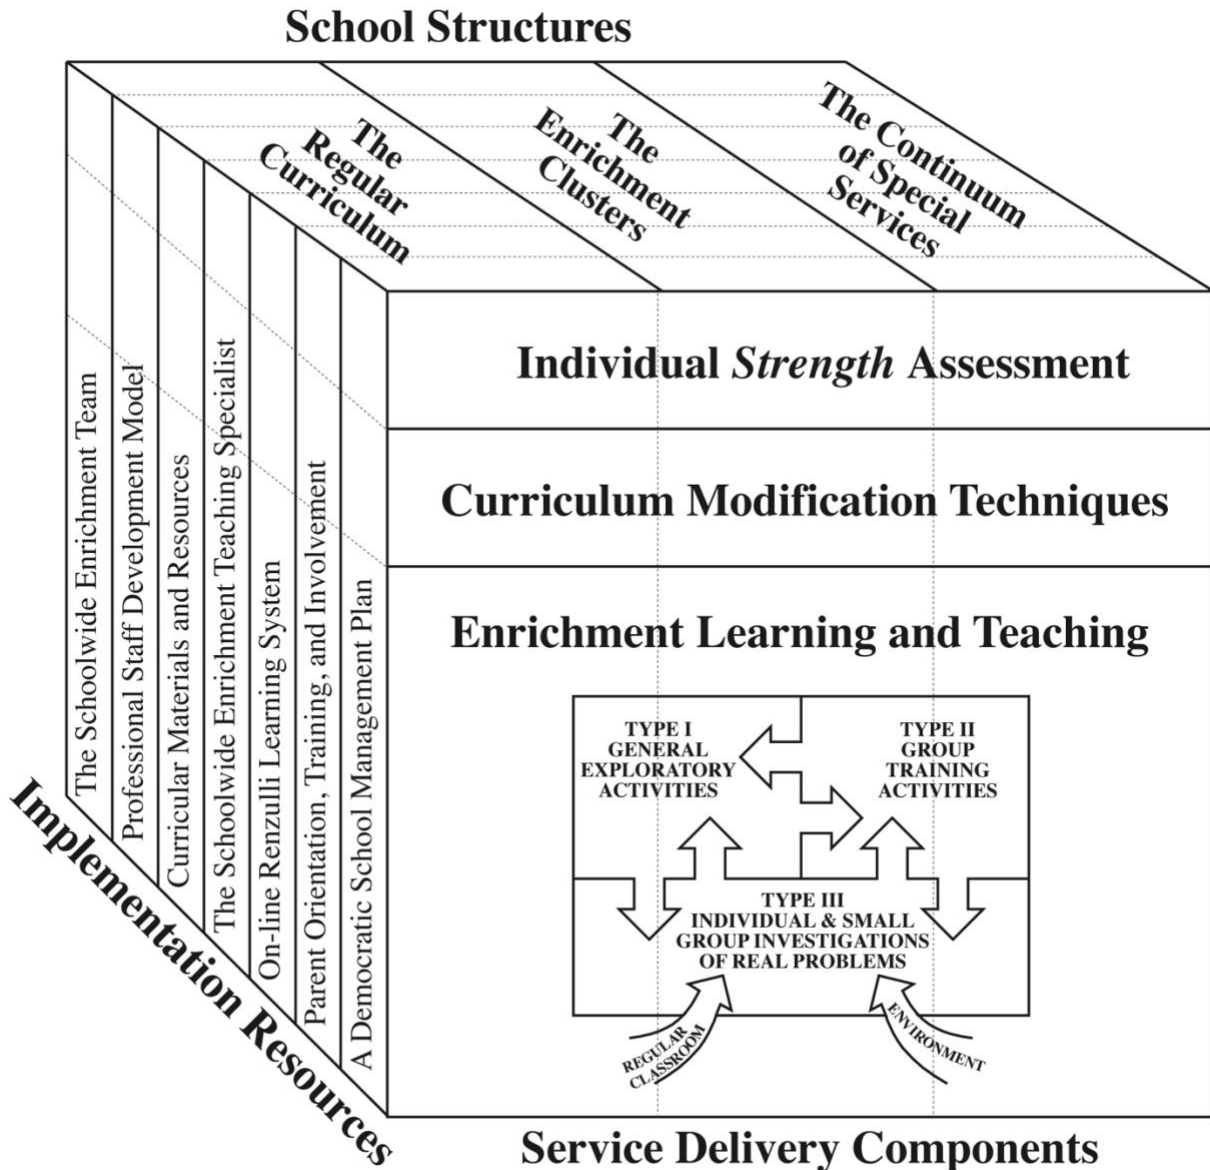 School Structures
The
Regular
Curriculum
The
Enrichment
Clusters
The Continuum
of Special
Services
The Schoolwide Enrichment Team
Professional Staff Development Model
Curricular Materials and Resources
The Schoolwide Enrichment Teaching Specialist
On-line Renzulli Learning System
Parent Orientation, Training, and Involvement
A Democratic School Management Plan
Implementation Resources
Individual Strength Assessment
Curriculum Modification Techniques
Enrichment Learning and Teaching
TYPE I
GENERAL
EXPLORATORY
ACTIVITIES
TYPE II
GROUP
TRAINING
ACTIVITIES
TYPE III
INDIVIDUAL & SMALL
GROUP INVESTIGATIONS
OF REAL PROBLEMS
REGULAR
CLASSROOM
ENVIRONMENT
Service Delivery Components